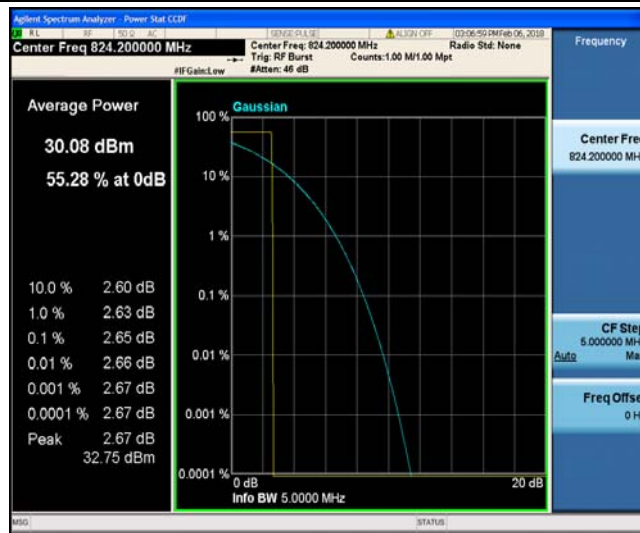 Agilent Spectrum Analyzer - Power Stat CCDF
RL RF 50 Ω AC SENSE:PULSE ALIGN OFF 03:06:59 PM Feb 06, 2018
Center Freq 824.200000 MHz
Center Freq: 824.200000 MHz Radio Std: None
Trig: RF Burst Counts:1.00 M/1.00 Mpt
#IFGain:Low #Atten: 46 dB
Frequency
Average Power
30.08 dBm
55.28 % at 0dB
10.0 % 2.60 dB
1.0 % 2.63 dB
0.1 % 2.65 dB
0.01 % 2.66 dB
0.001 % 2.67 dB
0.0001 % 2.67 dB
Peak 2.67 dB
32.75 dBm
Gaussian
100 %
10 %
1 %
0.1 %
0.01 %
0.001 %
0.0001 %
0 dB 20 dB
Info BW 5.0000 MHz
Center Fre
824.200000 MH
CF Step
5.000000 MH
Auto Ma
Freq Offse
0 H
MSG STATUS